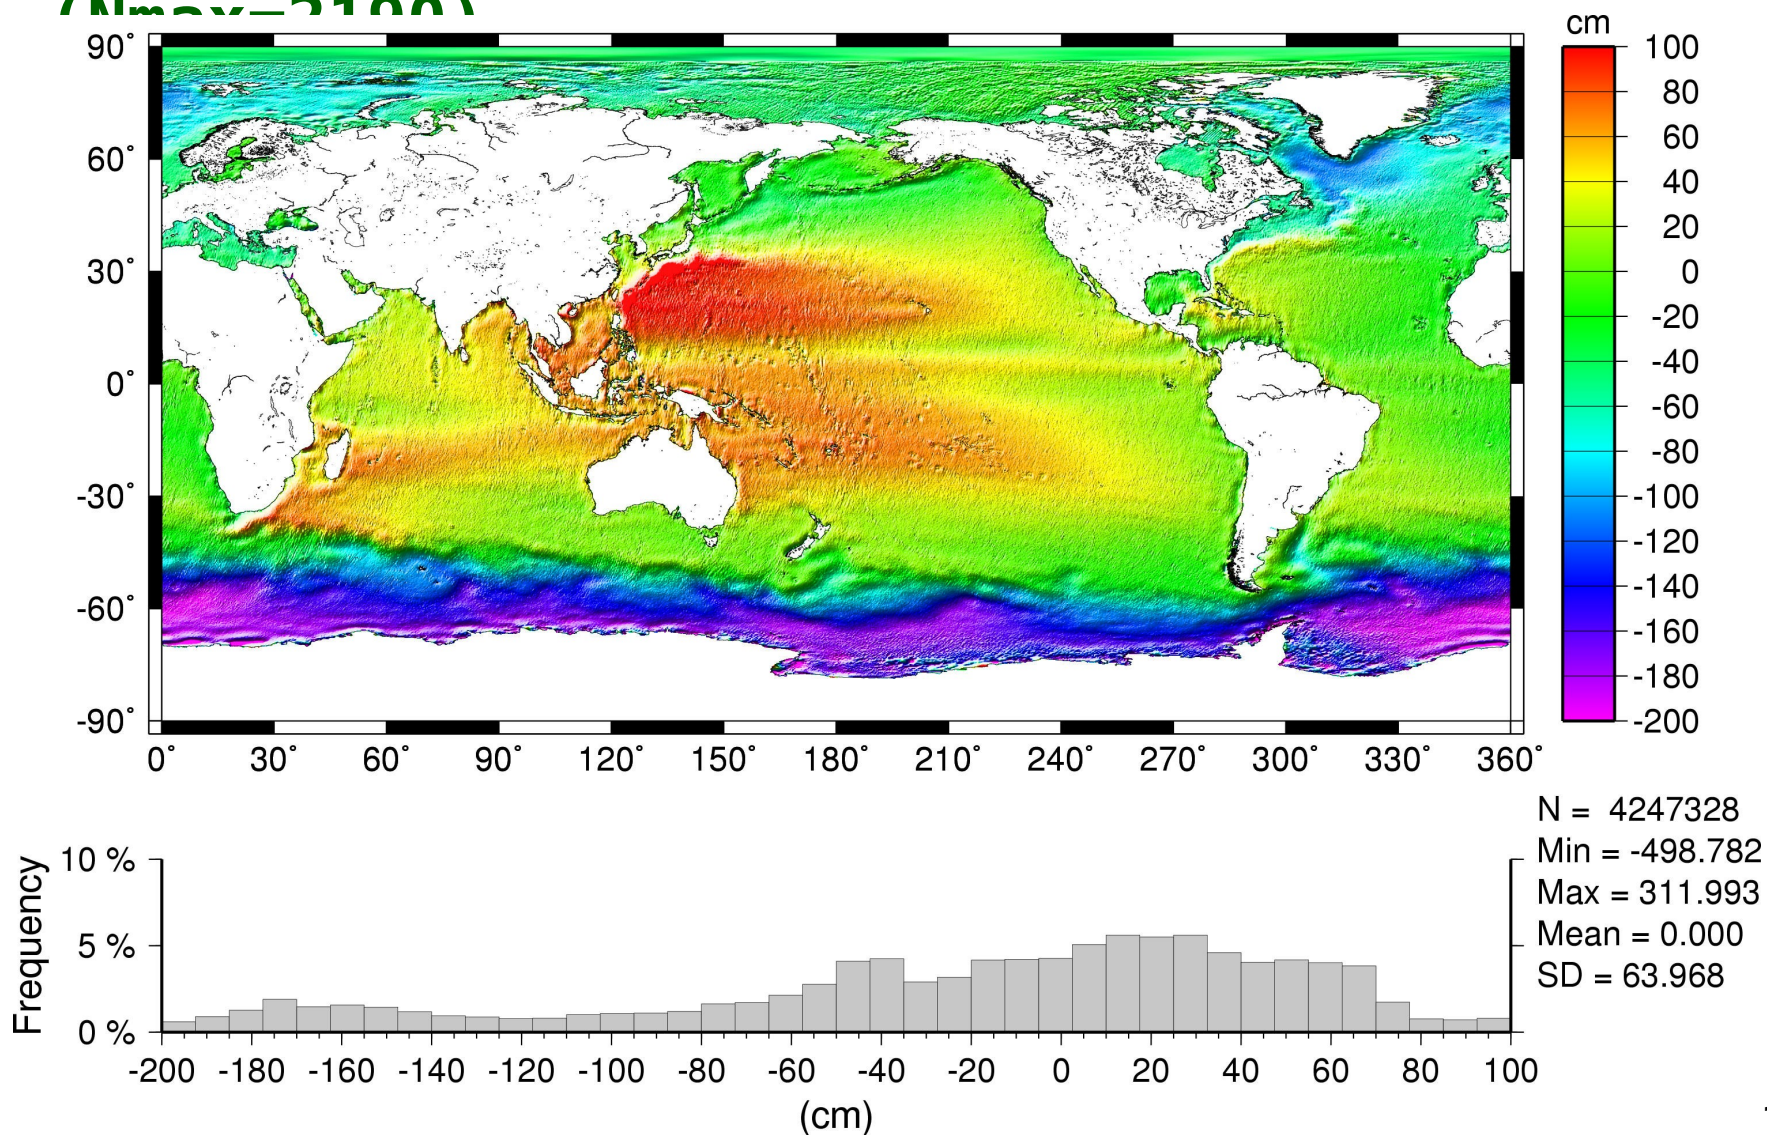 (Nmax=2190)
cm
90°
60°
30°
0°
-30°
-60°
-90°
0° 30° 60° 90° 120° 150° 180° 210° 240° 270° 300° 330° 360°
100
80
60
40
20
0
-20
-40
-60
-80
-100
-120
-140
-160
-180
-200
N = 4247328
Min = -498.782
Max = 311.993
Mean = 0.000
SD = 63.968
Frequency
10 %
5 %
0 %
-200 -180 -160 -140 -120 -100 -80 -60 -40 -20 0 20 40 60 80 100
(cm)